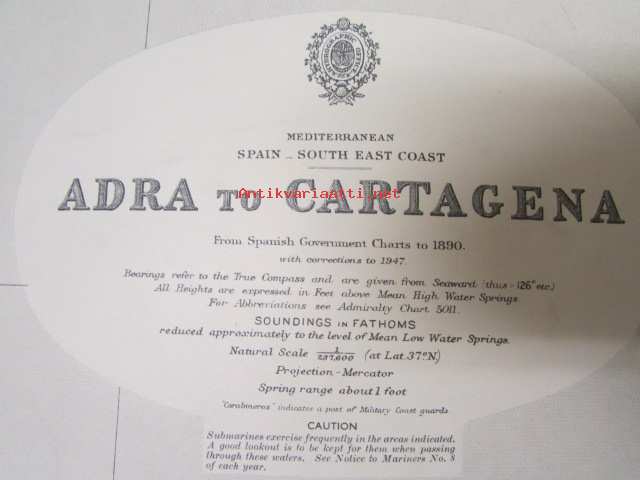 HYDROGRAPHIC OFFICE
MEDITERRANEAN
SPAIN - SOUTH EAST COAST
Antikvariaatti.net
ADRA TO CARTAGENA
From Spanish Government Charts to 1890.
with corrections to 1947.
Bearings refer to the True Compass and are given from Seaward (thus:-126° etc.)
All Heights are expressed in Feet above Mean High Water Springs.
For Abbreviations see Admiralty Chart 5011.
SOUNDINGS IN FATHOMS
reduced approximately to the level of Mean Low Water Springs.
Natural Scale 1/237,600 (at Lat 37° N)
Projection - Mercator
Spring range about 1 foot
"Carabineros" indicates a post of Military Coast guards.
CAUTION
Submarines exercise frequently in the areas indicated.
A good lookout is to be kept for them when passing
through these waters. See Notice to Mariners No. 8
of each year.